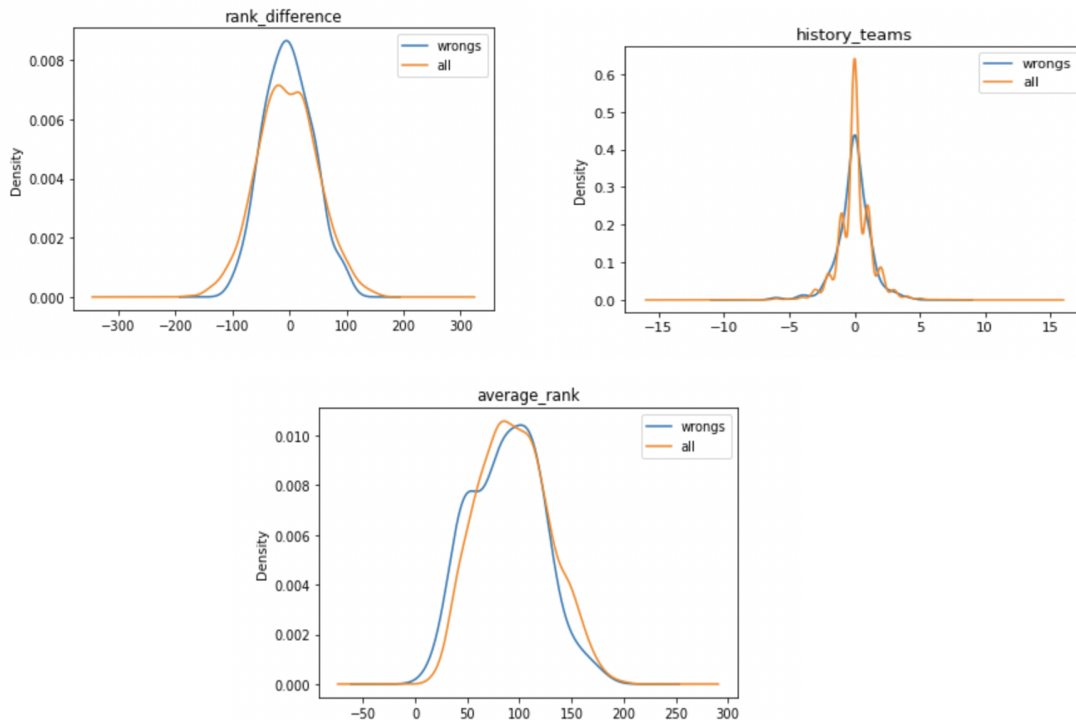 rank_difference
wrongs
all
Density
0.008
0.006
0.004
0.002
0.000
−300 −200 −100 0 100 200 300
history_teams
wrongs
all
Density
0.6
0.5
0.4
0.3
0.2
0.1
0.0
−15 −10 −5 0 5 10 15
average_rank
wrongs
all
Density
0.010
0.008
0.006
0.004
0.002
0.000
−50 0 50 100 150 200 250 300